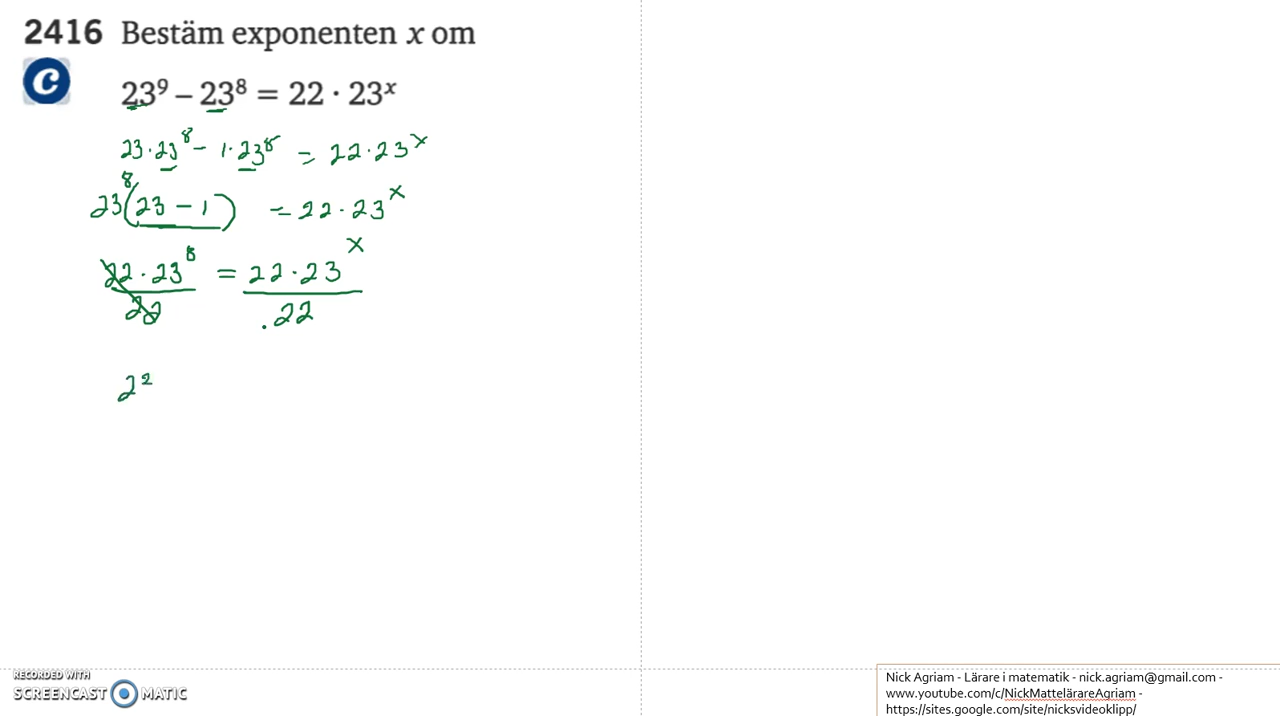 2416 Bestäm exponenten x om
C
23⁹ – 23⁸ = 22 · 23ˣ
23·23⁸ – 1·23⁸ = 22·23ˣ
23⁸(23 – 1) = 22·23ˣ
22·23⁸ = 22·23ˣ
22 .22
2²
RECORDED WITH
SCREENCAST MATIC
Nick Agriam - Lärare i matematik - nick.agriam@gmail.com -
www.youtube.com/c/NickMattelärareAgriam -
https://sites.google.com/site/nicksvideoklipp/